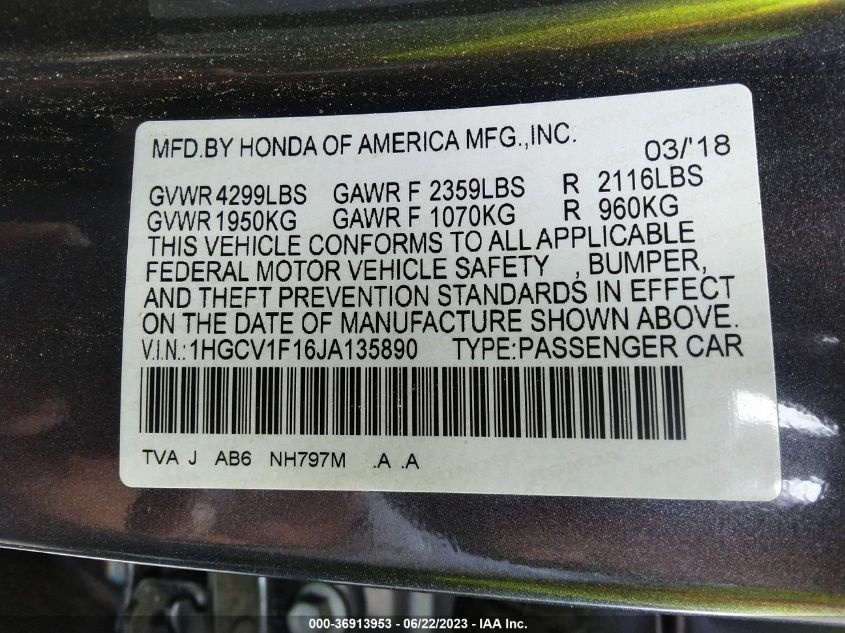 MFD.BY HONDA OF AMERICA MFG.,INC. 03/'18
GVWR 4299LBS GAWR F 2359LBS R 2116LBS
GVWR 1950KG GAWR F 1070KG R 960KG
THIS VEHICLE CONFORMS TO ALL APPLICABLE
FEDERAL MOTOR VEHICLE SAFETY , BUMPER,
AND THEFT PREVENTION STANDARDS IN EFFECT
ON THE DATE OF MANUFACTURE SHOWN ABOVE.
V.I.N.:1HGCV1F16JA135890 TYPE:PASSENGER CAR
TVA J AB6 NH797M .A .A
000-36913953 / 06/22/2023 - IAA Inc.